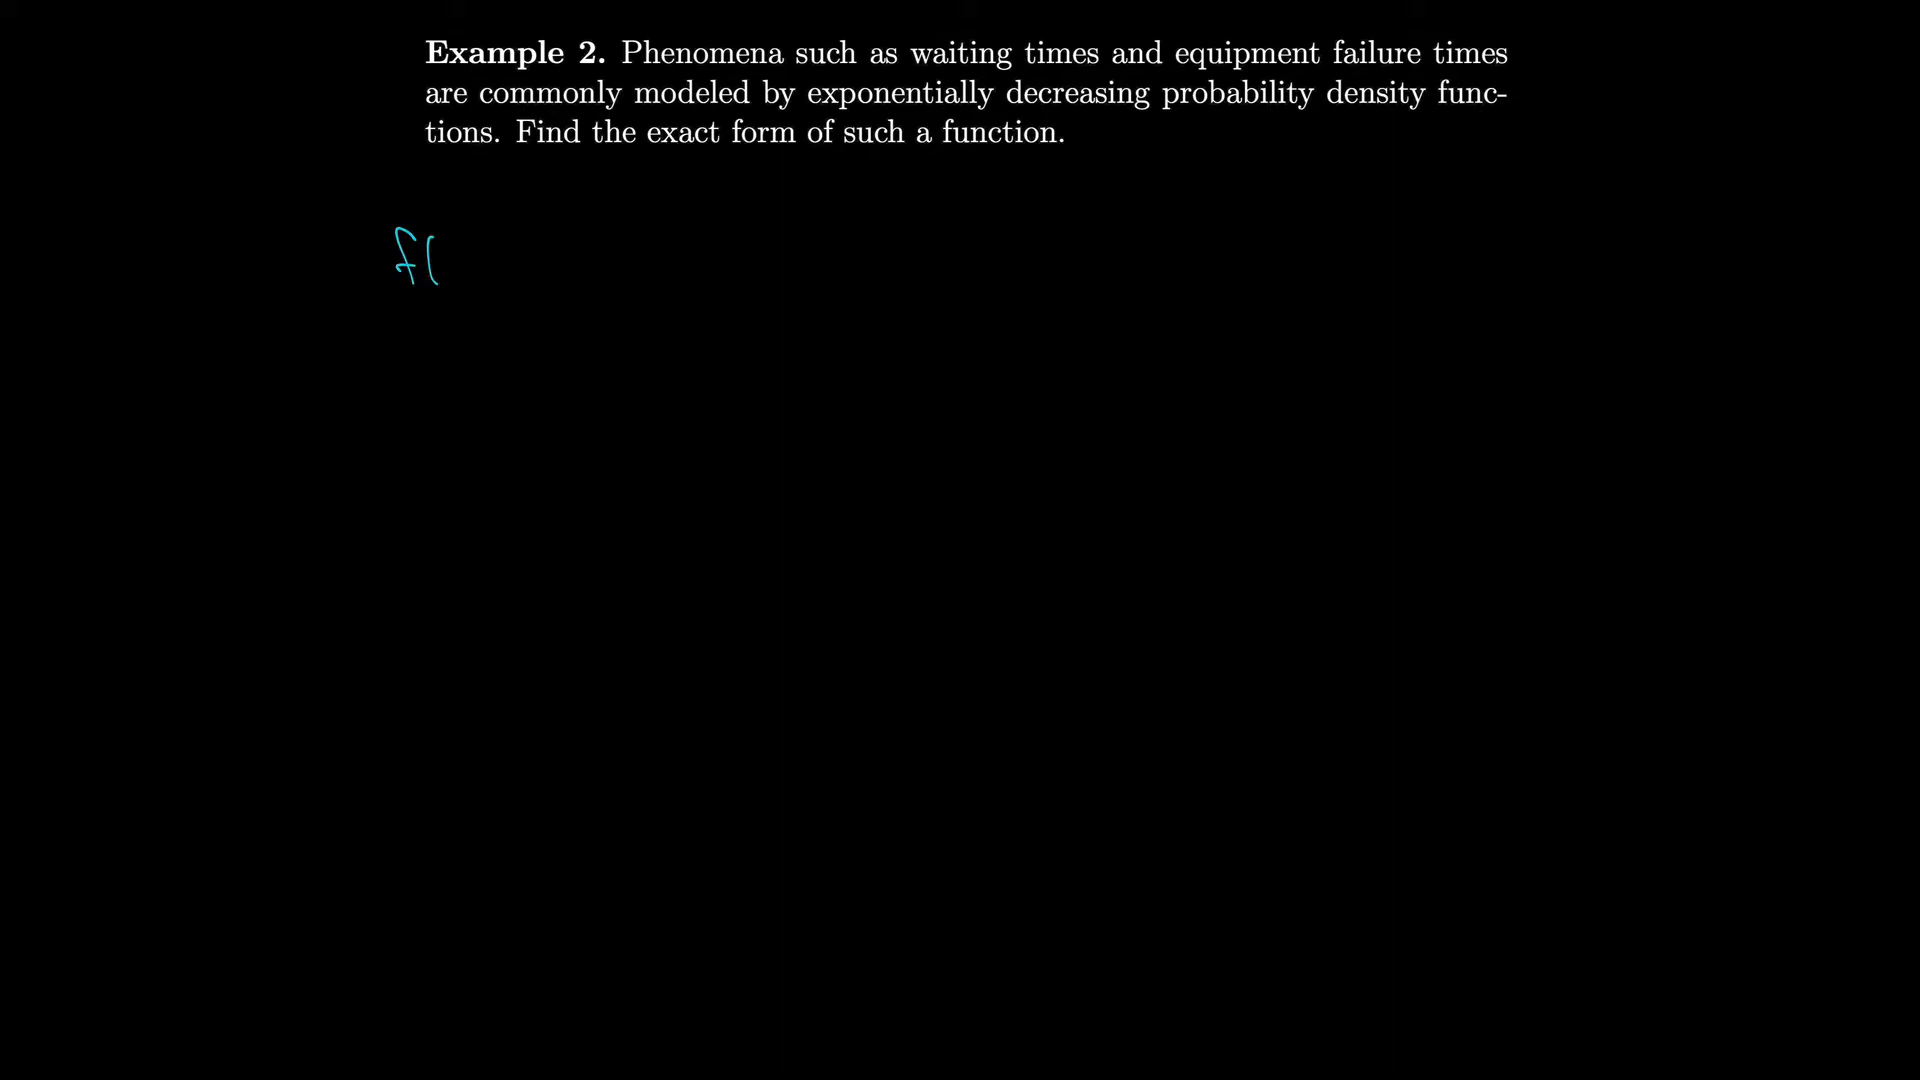 Example 2. Phenomena such as waiting times and equipment failure times
are commonly modeled by exponentially decreasing probability density func-
tions. Find the exact form of such a function.
f(